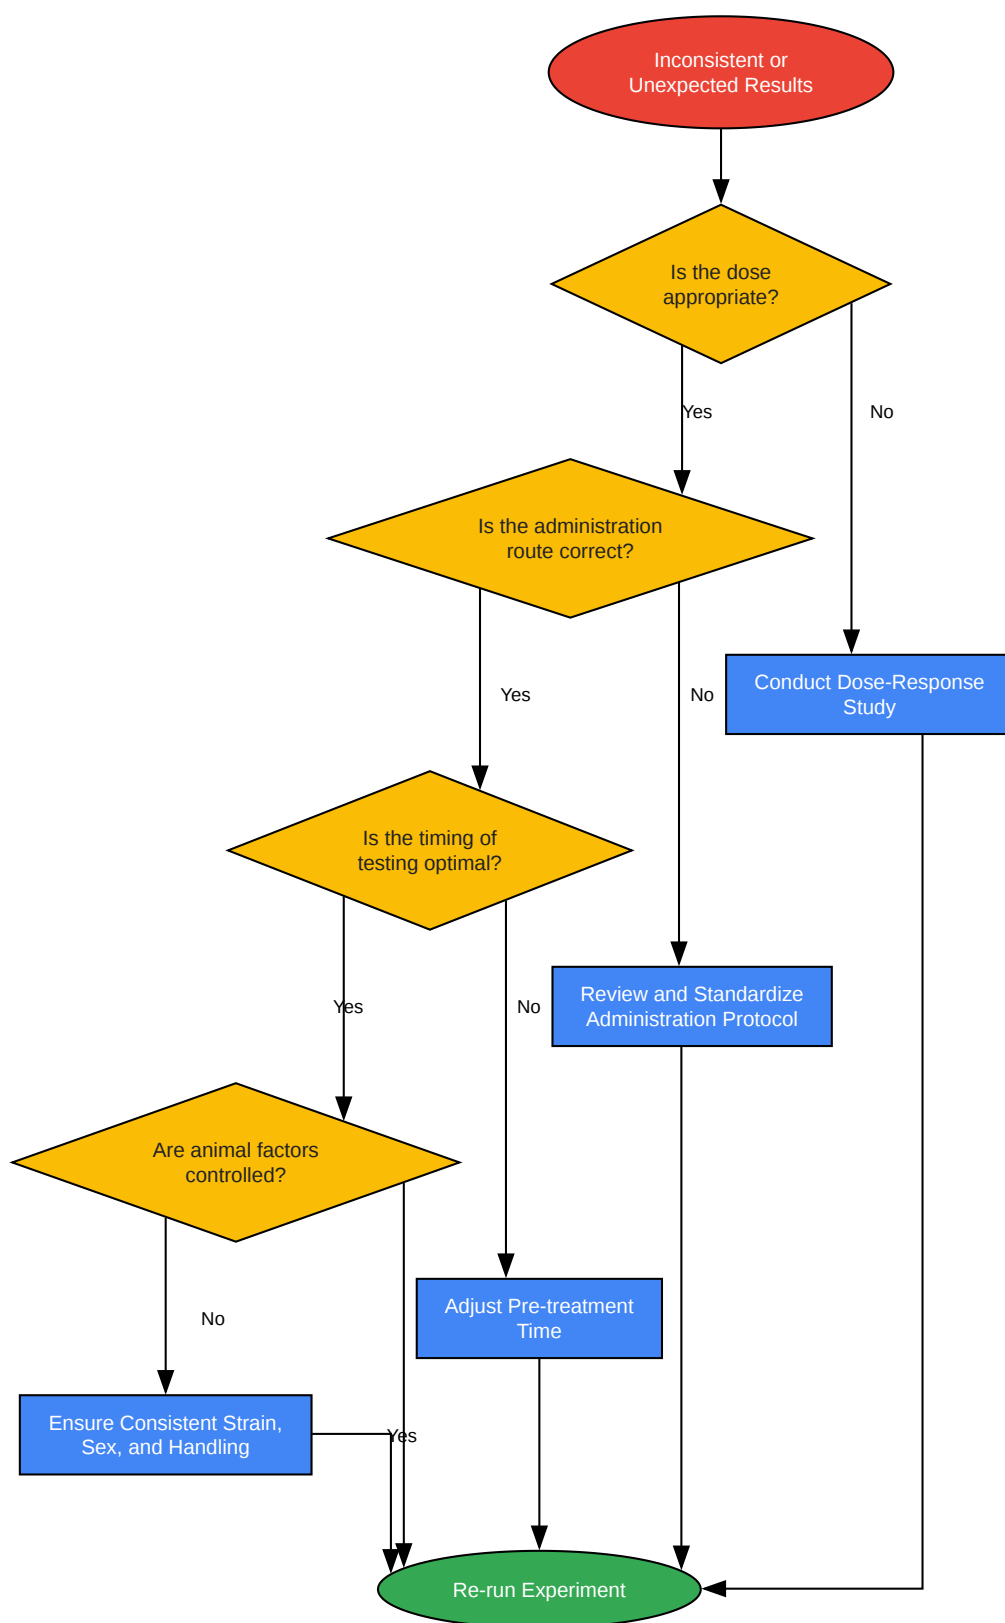 Inconsistent or
Unexpected Results
Is the dose
appropriate?
Yes
No
Is the administration
route correct?
Conduct Dose-Response
Study
Yes
No
Is the timing of
testing optimal?
Review and Standardize
Administration Protocol
Yes
No
Are animal factors
controlled?
Adjust Pre-treatment
Time
No
Ensure Consistent Strain,
Sex, and Handling
Yes
Re-run Experiment